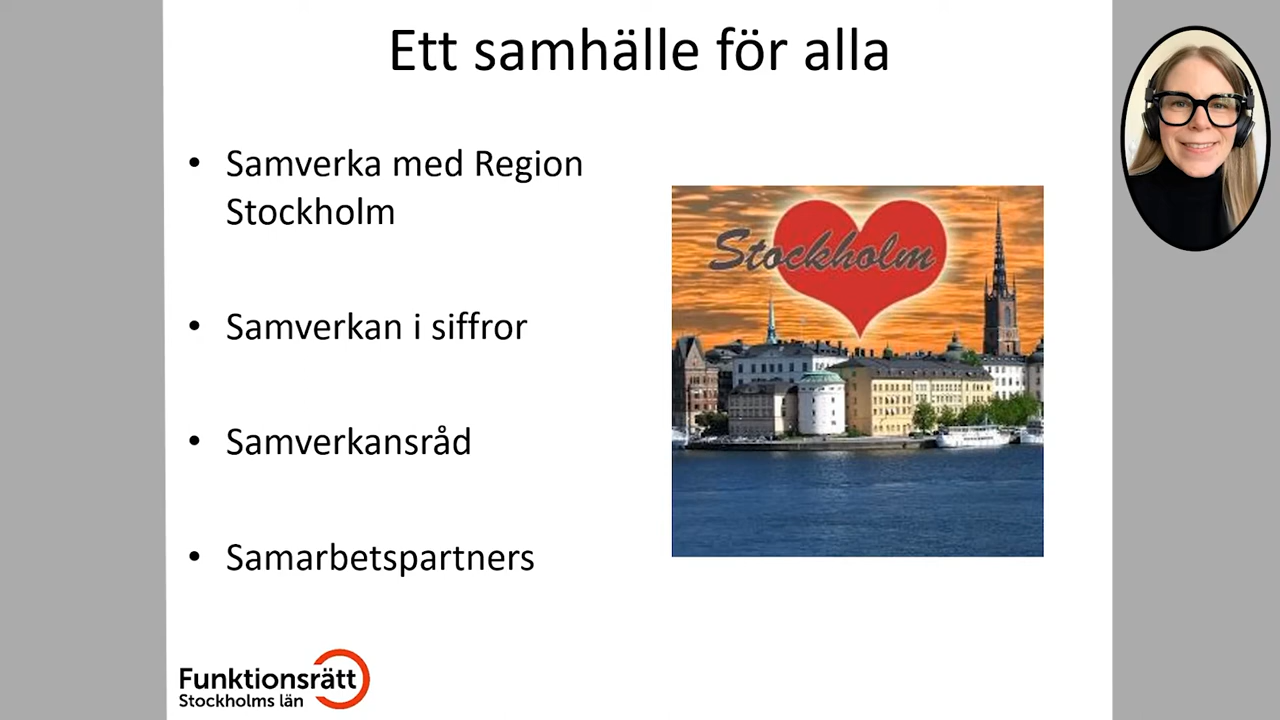 Ett samhälle för alla
• Samverka med Region
Stockholm
• Samverkan i siffror
• Samverkansråd
• Samarbetspartners
Stockholm
Funktionsrätt
Stockholms län